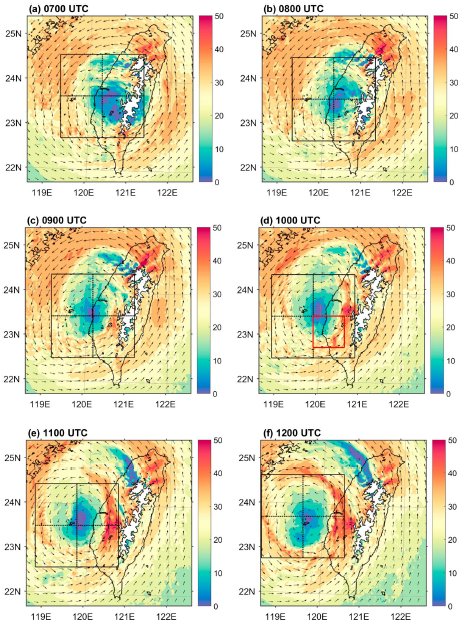 (a) 0700 UTC
(b) 0800 UTC
25N
24N
23N
22N
119E 120E 121E 122E
50
40
30
20
10
0
25N
24N
23N
22N
119E 120E 121E 122E
50
40
30
20
10
0
(c) 0900 UTC
(d) 1000 UTC
25N
24N
23N
22N
119E 120E 121E 122E
50
40
30
20
10
0
25N
24N
23N
22N
119E 120E 121E 122E
50
40
30
20
10
0
(e) 1100 UTC
(f) 1200 UTC
25N
24N
23N
22N
119E 120E 121E 122E
50
40
30
20
10
0
25N
24N
23N
22N
119E 120E 121E 122E
50
40
30
20
10
0